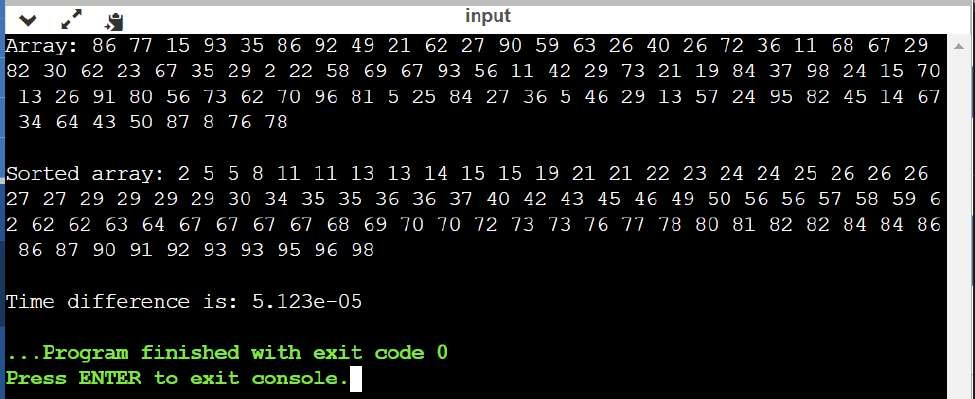 input
Array: 86 77 15 93 35 86 92 49 21 62 27 90 59 63 26 40 26 72 36 11 68 67 29
82 30 62 23 67 35 29 2 22 58 69 67 93 56 11 42 29 73 21 19 84 37 98 24 15 70
13 26 91 80 56 73 62 70 96 81 5 25 84 27 36 5 46 29 13 57 24 95 82 45 14 67
34 64 43 50 87 8 76 78
Sorted array: 2 5 5 8 11 11 13 13 14 15 15 19 21 21 22 23 24 24 25 26 26 26
27 27 29 29 29 29 30 34 35 35 36 36 37 40 42 43 45 46 49 50 56 56 57 58 59 6
2 62 62 63 64 67 67 67 67 68 69 70 70 72 73 73 76 77 78 80 81 82 82 84 84 86
86 87 90 91 92 93 93 95 96 98
Time difference is: 5.123e-05
...Program finished with exit code 0
Press ENTER to exit console.